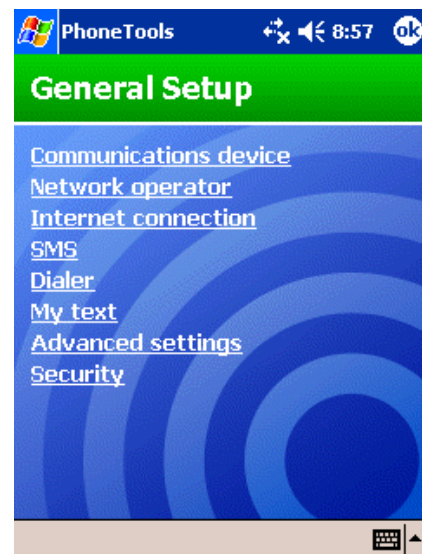 PhoneTools 8:57 ok
General Setup
Communications device
Network operator
Internet connection
SMS
Dialer
My text
Advanced settings
Security